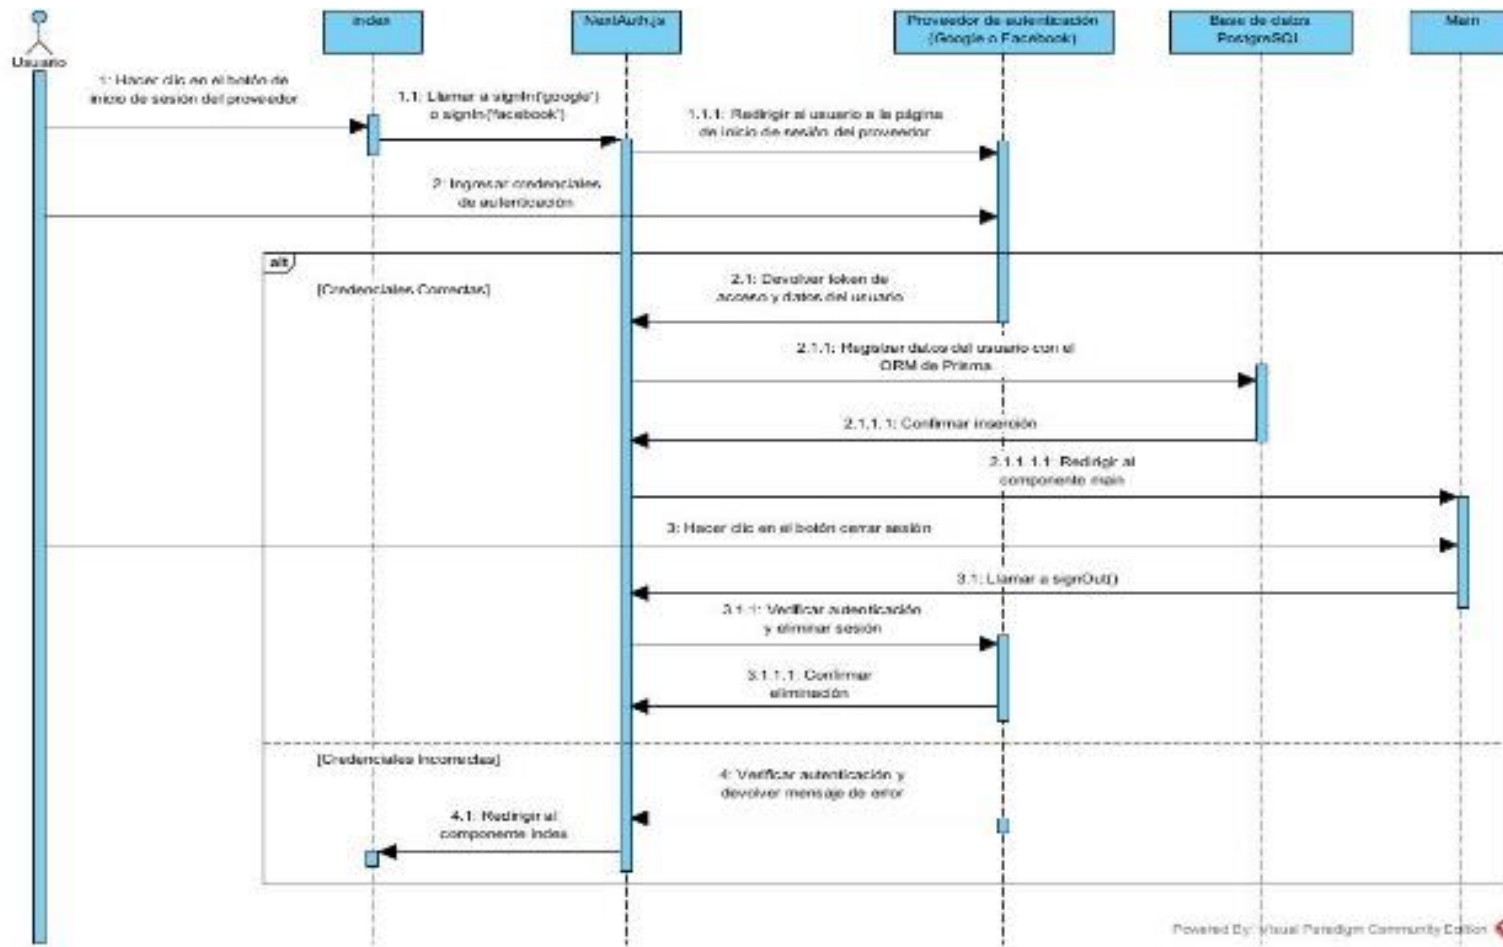 Usuario
index
NextAuth.js
Proveedor de autenticación
(Google o Facebook)
Base de datos
PostgreSQL
Main
1: Hacer clic en el botón de
inicio de sesión del proveedor
1.1: Llamar a signIn('google')
o signIn('facebook')
1.1.1: Redirigir al usuario a la página
de inicio de sesión del proveedor
2: Ingresar credenciales
de autenticación
alt
[Credenciales Correctas]
2.1: Devolver token de
acceso y datos del usuario
2.1.1: Registrar datos del usuario con el
ORM de Prisma
2.1.1.1: Confirmar inserción
2.1.1.1.1: Redirigir al
componente main
3: Hacer clic en el botón cerrar sesión
3.1: Llamar a signOut()
3.1.1: Verificar autenticación
y eliminar sesión
3.1.1.1: Confirmar
eliminación
[Credenciales Incorrectas]
4: Verificar autenticación y
devolver mensaje de error
4.1: Redirigir al
componente index
Powered By: Visual Paradigm Community Edition